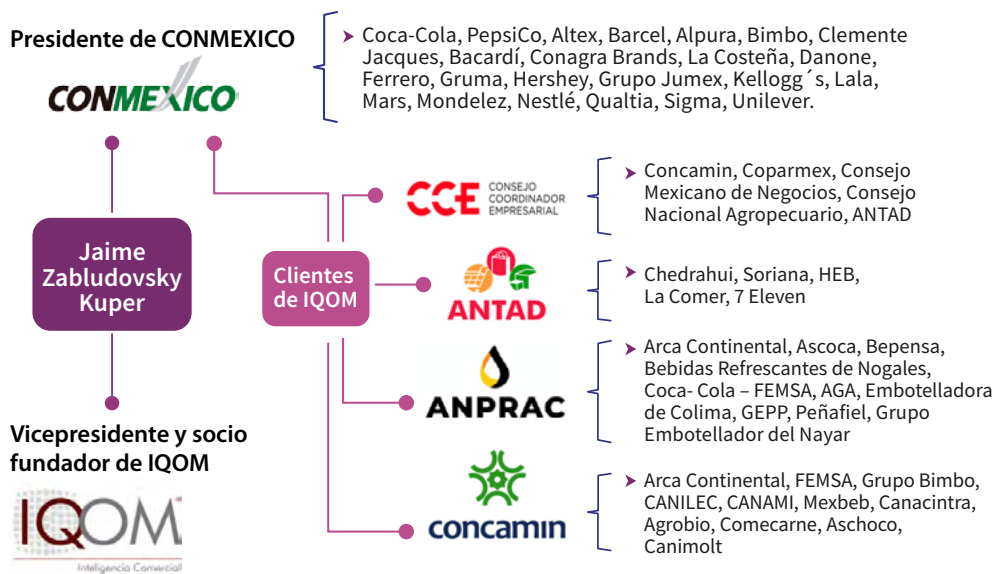 Presidente de CONMEXICO
CONMEXICO
Coca-Cola, PepsiCo, Altex, Barcel, Alpura, Bimbo, Clemente
Jacques, Bacardí, Conagra Brands, La Costeña, Danone,
Ferrero, Gruma, Hershey, Grupo Jumex, Kellogg´s, Lala,
Mars, Mondelez, Nestlé, Qualtia, Sigma, Unilever.
Jaime
Zabludovsky
Kuper
Vicepresidente y socio
fundador de IQOM
IQOM
Inteligencia Comercial
Clientes
de IQOM
CCE
CONSEJO
COORDINADOR
EMPRESARIAL
Concamin, Coparmex, Consejo
Mexicano de Negocios, Consejo
Nacional Agropecuario, ANTAD
ANTAD
Chedrahui, Soriana, HEB,
La Comer, 7 Eleven
ANPRAC
Arca Continental, Ascoca, Bepensa,
Bebidas Refrescantes de Nogales,
Coca- Cola – FEMSA, AGA, Embotelladora
de Colima, GEPP, Peñafiel, Grupo
Embotellador del Nayar
concamin
Arca Continental, FEMSA, Grupo Bimbo,
CANILEC, CANAMI, Mexbeb, Canacintra,
Agrobio, Comecarne, Aschoco,
Canimolt